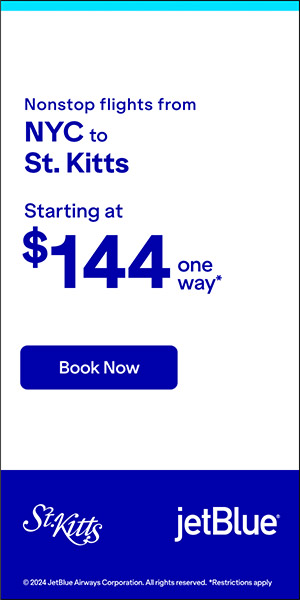 Nonstop flights from
NYC to
St. Kitts
Starting at
$144 one way*
Book Now
St. Kitts
jetBlue®
© 2024 JetBlue Airways Corporation. All rights reserved. *Restrictions apply